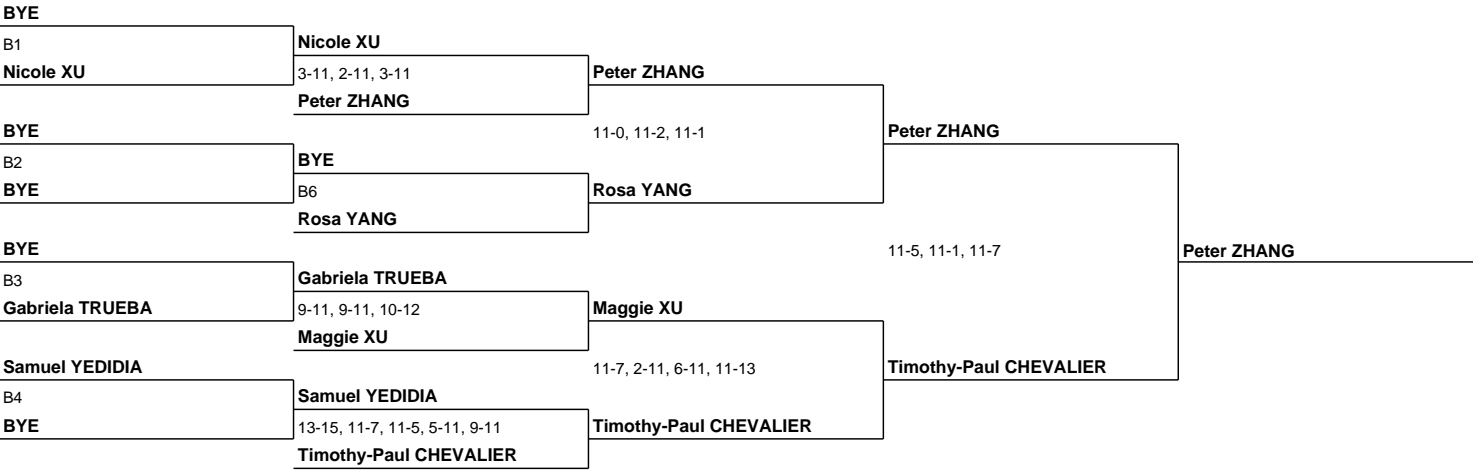 BYE
B1
Nicole XU
BYE
B2
BYE
BYE
B3
Gabriela TRUEBA
Samuel YEDIDIA
B4
BYE
Nicole XU
3-11, 2-11, 3-11
Peter ZHANG
BYE
B6
Rosa YANG
Gabriela TRUEBA
9-11, 9-11, 10-12
Maggie XU
Samuel YEDIDIA
13-15, 11-7, 11-5, 5-11, 9-11
Timothy-Paul CHEVALIER
Peter ZHANG
11-0, 11-2, 11-1
Rosa YANG
Maggie XU
11-7, 2-11, 6-11, 11-13
Timothy-Paul CHEVALIER
Peter ZHANG
11-5, 11-1, 11-7
Timothy-Paul CHEVALIER
Peter ZHANG